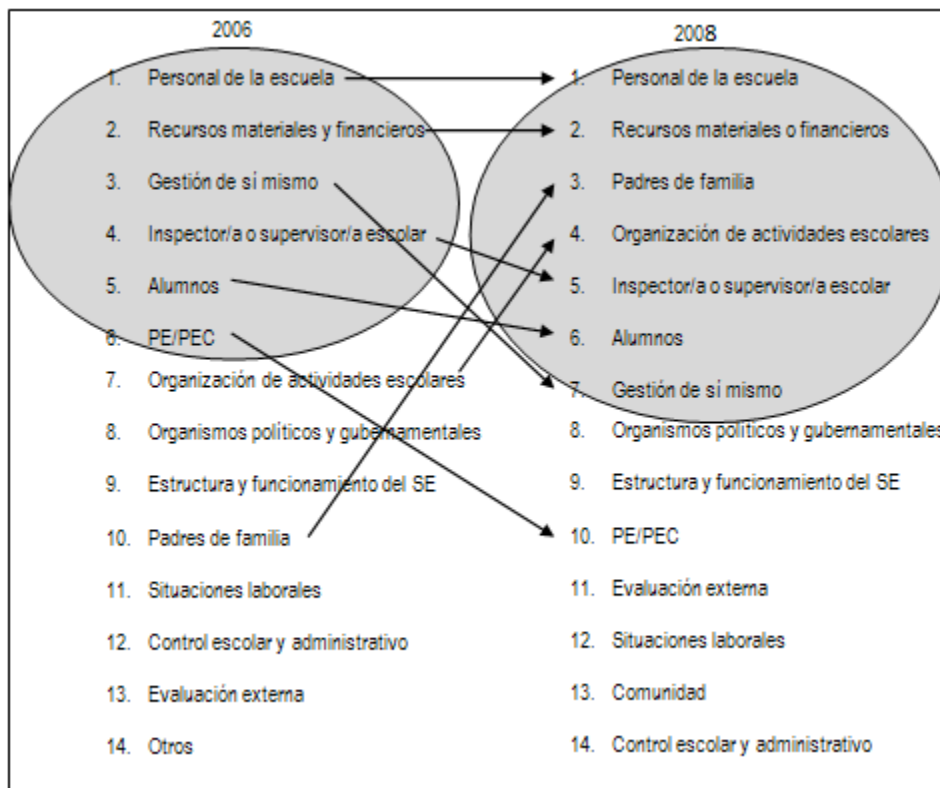 2006
1. Personal de la escuela
2. Recursos materiales y financieros
3. Gestión de sí mismo
4. Inspector/a o supervisor/a escolar
5. Alumnos
6. PE/PEC
7. Organización de actividades escolares
8. Organismos políticos y gubernamentales
9. Estructura y funcionamiento del SE
10. Padres de familia
11. Situaciones laborales
12. Control escolar y administrativo
13. Evaluación externa
14. Otros
2008
1. Personal de la escuela
2. Recursos materiales o financieros
3. Padres de familia
4. Organización de actividades escolares
5. Inspector/a o supervisor/a escolar
6. Alumnos
7. Gestión de sí mismo
8. Organismos políticos y gubernamentales
9. Estructura y funcionamiento del SE
10. PE/PEC
11. Evaluación externa
12. Situaciones laborales
13. Comunidad
14. Control escolar y administrativo